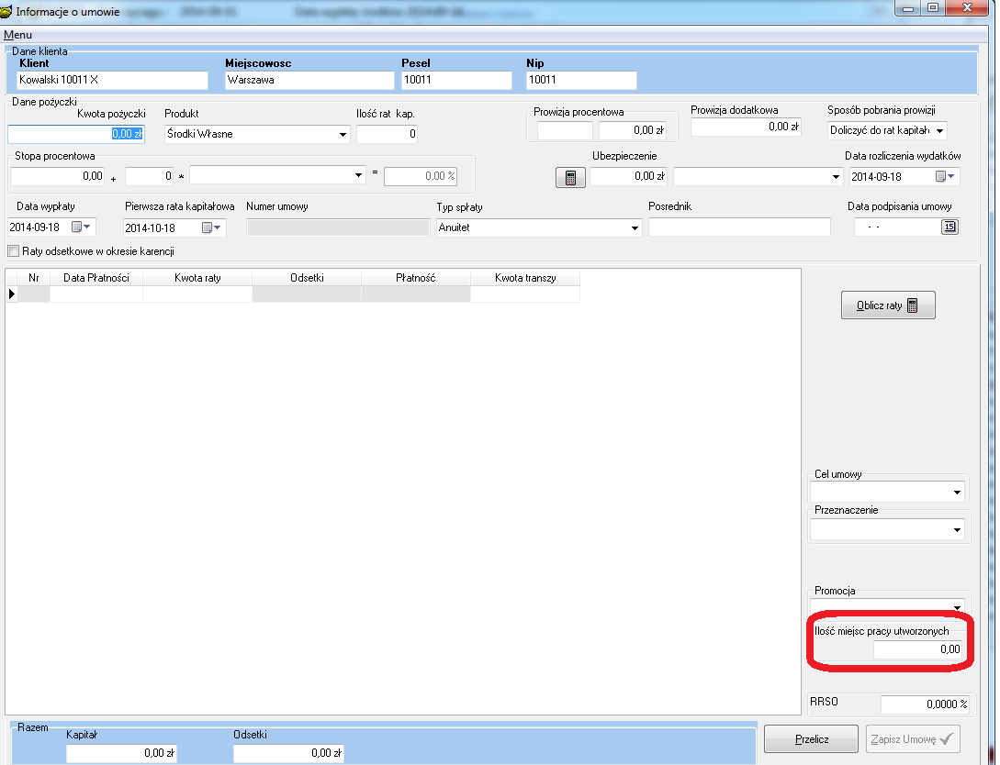 Informacje o umowie
Menu
Dane klienta
Klient Miejscowosc Pesel Nip
Kowalski 10011 X Warszawa 10011 10011
Dane pożyczki
Kwota pożyczki Produkt Ilość rat kap. Prowizja procentowa Prowizja dodatkowa Sposób pobrania prowizji
0,00 zł Środki Własne 0 0,00 zł 0,00 zł Doliczyć do rat kapitału
Stopa procentowa Ubezpieczenie Data rozliczenia wydatków
0,00 + 0 * = 0,00 % 0,00 zł 2014-09-18
Data wypłaty Pierwsza rata kapitałowa Numer umowy Typ spłaty Posrednik Data podpisania umowy
2014-09-18 2014-10-18 Anuitet - - 15
Raty odsetkowe w okresie karencji
Nr Data Płatności Kwota raty Odsetki Płatność Kwota transzy
Oblicz raty
Cel umowy
Przeznaczenie
Promocja
Ilość miejsc pracy utworzonych
0,00
RRSO 0,0000 %
Razem
Kapitał Odsetki
0,00 zł 0,00 zł
Przelicz Zapisz Umowę